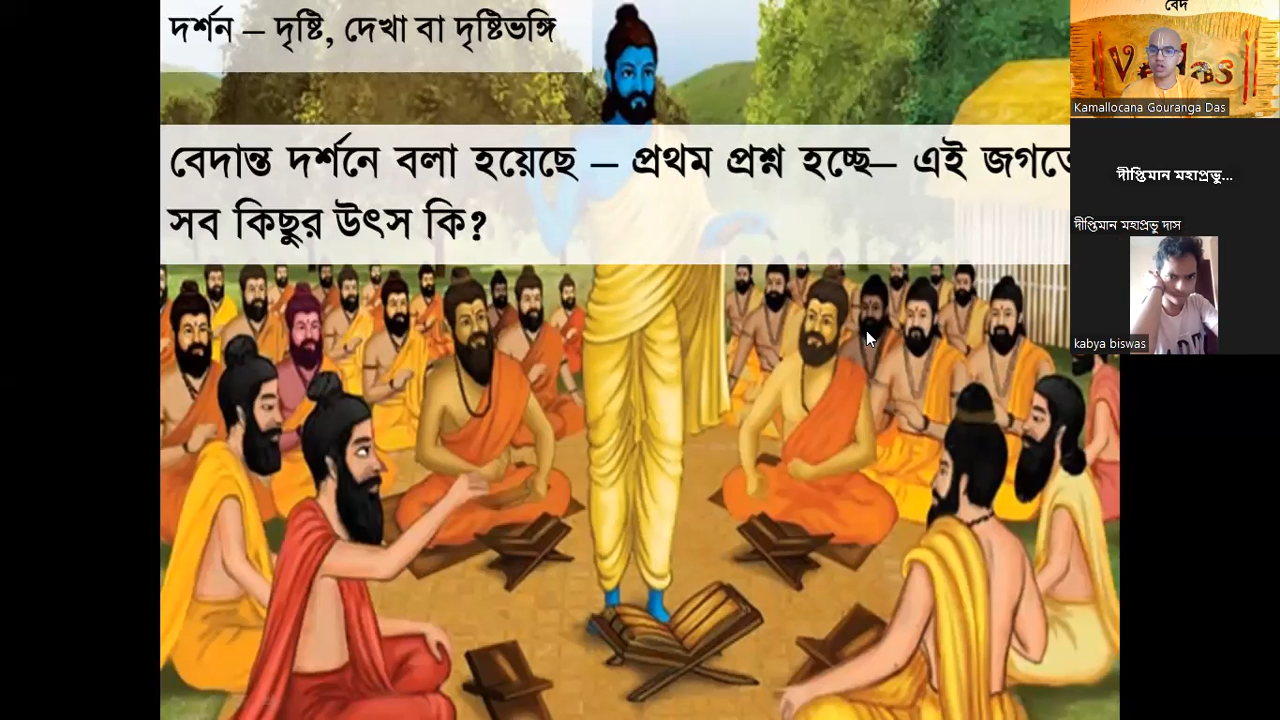 দর্শন – দৃষ্টি, দেখা বা দৃষ্টিভঙ্গি
বেদান্ত দর্শনে বলা হয়েছে – প্রথম প্রশ্ন হচ্ছে– এই
সব কিছুর উৎস কি?
বেদ
Vedas
Kamallocana Gouranga Das
দীপ্তিমান মহাপ্রভু...
দীপ্তিমান মহাপ্রভু দাস
kabya biswas